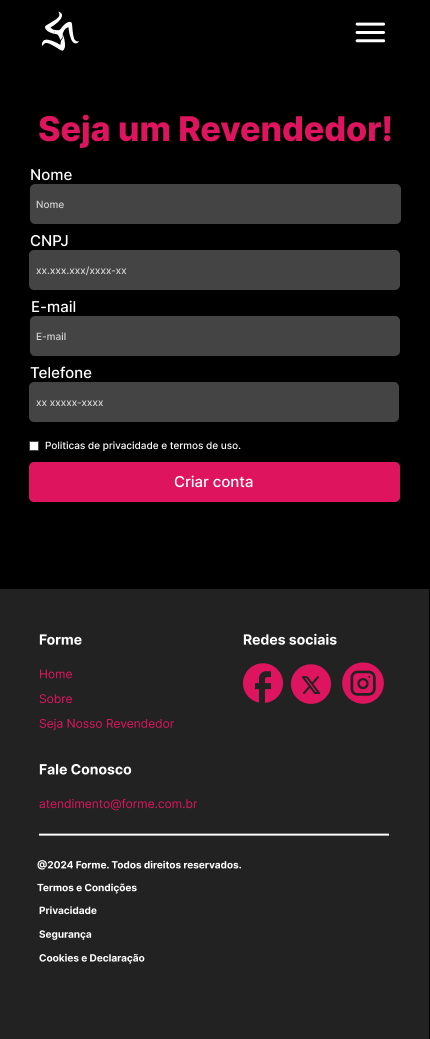 Seja um Revendedor!
Nome
Nome
CNPJ
xx.xxx.xxx/xxxx-xx
E-mail
E-mail
Telefone
xx xxxxx-xxxx
Politicas de privacidade e termos de uso.
Criar conta
Forme
Home
Sobre
Seja Nosso Revendedor
Redes sociais
Fale Conosco
atendimento@forme.com.br
@2024 Forme. Todos direitos reservados.
Termos e Condições
Privacidade
Segurança
Cookies e Declaração